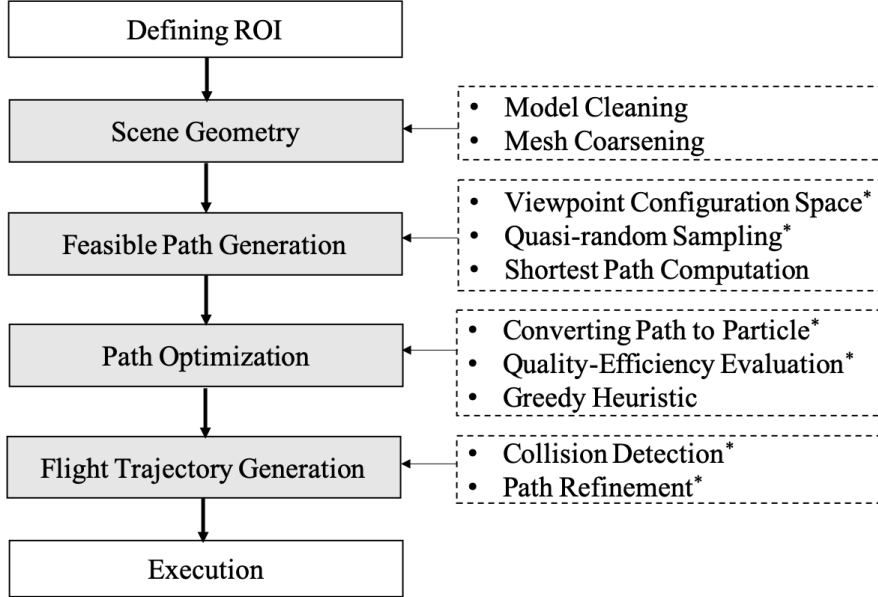 Defining ROI
Scene Geometry
• Model Cleaning
• Mesh Coarsening
Feasible Path Generation
• Viewpoint Configuration Space*
• Quasi-random Sampling*
• Shortest Path Computation
Path Optimization
• Converting Path to Particle*
• Quality-Efficiency Evaluation*
• Greedy Heuristic
Flight Trajectory Generation
• Collision Detection*
• Path Refinement*
Execution